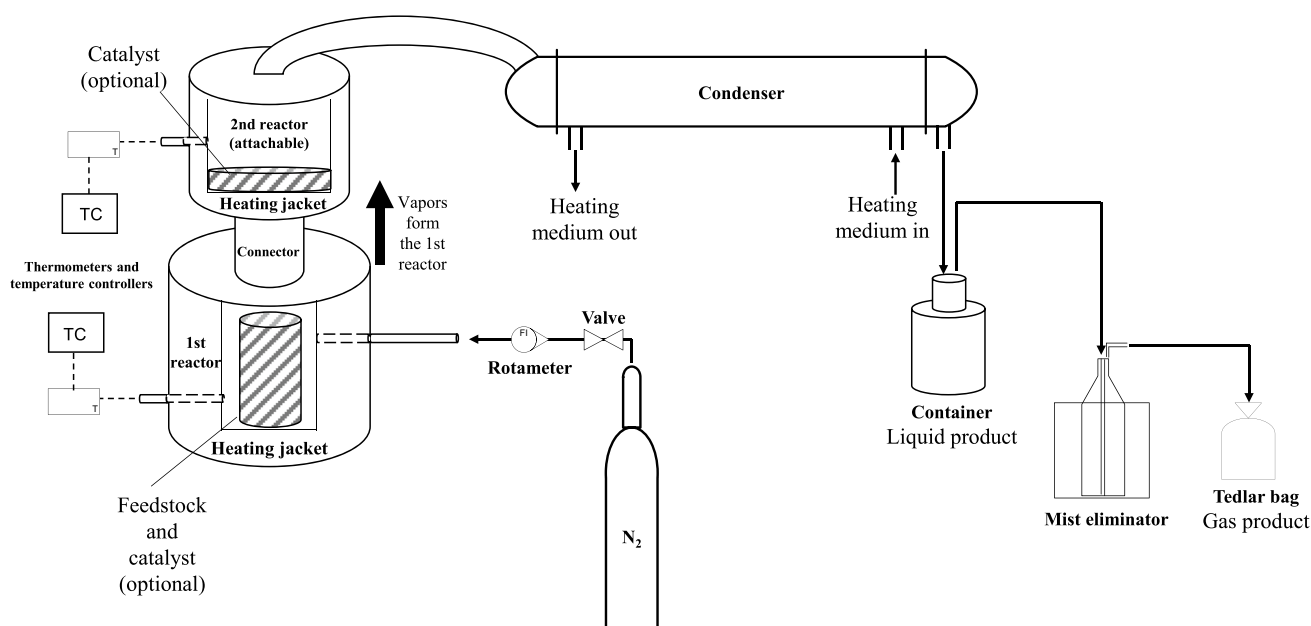 Catalyst
(optional)
2nd reactor
(attachable)
T
TC
Heating jacket
Condenser
Heating
medium out
Heating
medium in
Vapors
form
the 1st
reactor
Connector
Thermometers and
temperature controllers
TC
T
1st
reactor
Heating jacket
Feedstock
and
catalyst
(optional)
FI
Rotameter
Valve
N₂
Container
Liquid product
Mist eliminator
Tedlar bag
Gas product